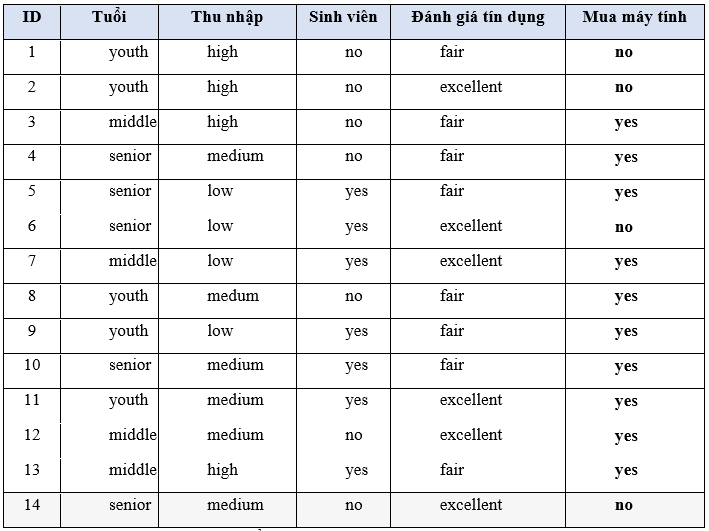 ID Tuổi Thu nhập Sinh viên Đánh giá tín dụng Mua máy tính
1 youth high no fair no
2 youth high no excellent no
3 middle high no fair yes
4 senior medium no fair yes
5 senior low yes fair yes
6 senior low yes excellent no
7 middle low yes excellent yes
8 youth medum no fair yes
9 youth low yes fair yes
10 senior medium yes fair yes
11 youth medium yes excellent yes
12 middle medium no excellent yes
13 middle high yes fair yes
14 senior medium no excellent no